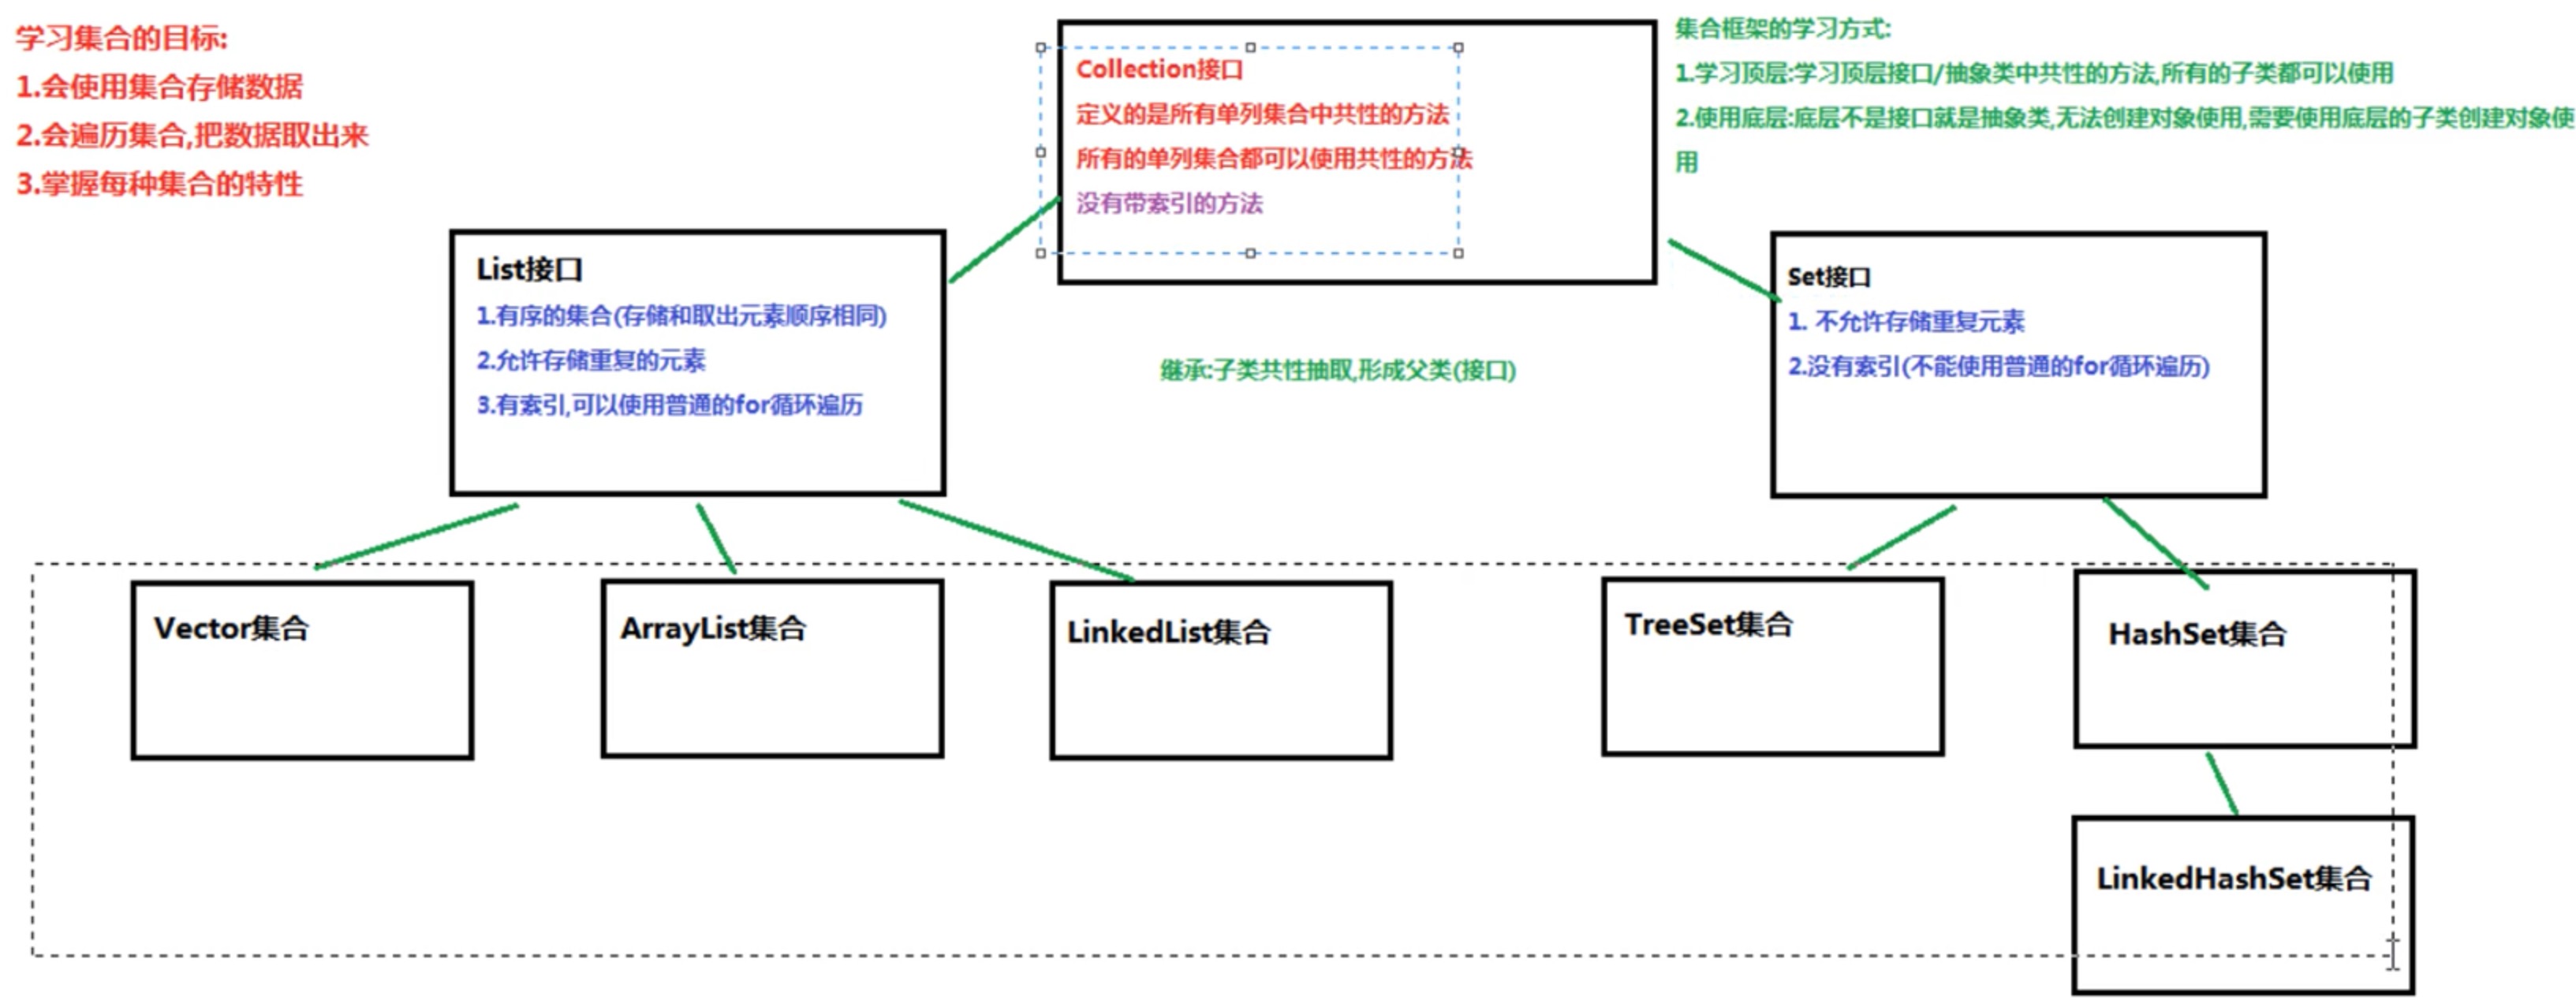 学习集合的目标:
1.会使用集合存储数据
2.会遍历集合,把数据取出来
3.掌握每种集合的特性
Collection接口
定义的是所有单列集合中共性的方法
所有的单列集合都可以使用共性的方法
没有带索引的方法
集合框架的学习方式:
1.学习顶层:学习顶层接口/抽象类中共性的方法,所有的子类都可以使用
2.使用底层:底层不是接口就是抽象类,无法创建对象使用,需要使用底层的子类创建对象使
用
List接口
1.有序的集合(存储和取出元素顺序相同)
2.允许存储重复的元素
3.有索引,可以使用普通的for循环遍历
继承:子类共性抽取,形成父类(接口)
Set接口
1. 不允许存储重复元素
2.没有索引(不能使用普通的for循环遍历)
Vector集合
ArrayList集合
LinkedList集合
TreeSet集合
HashSet集合
LinkedHashSet集合